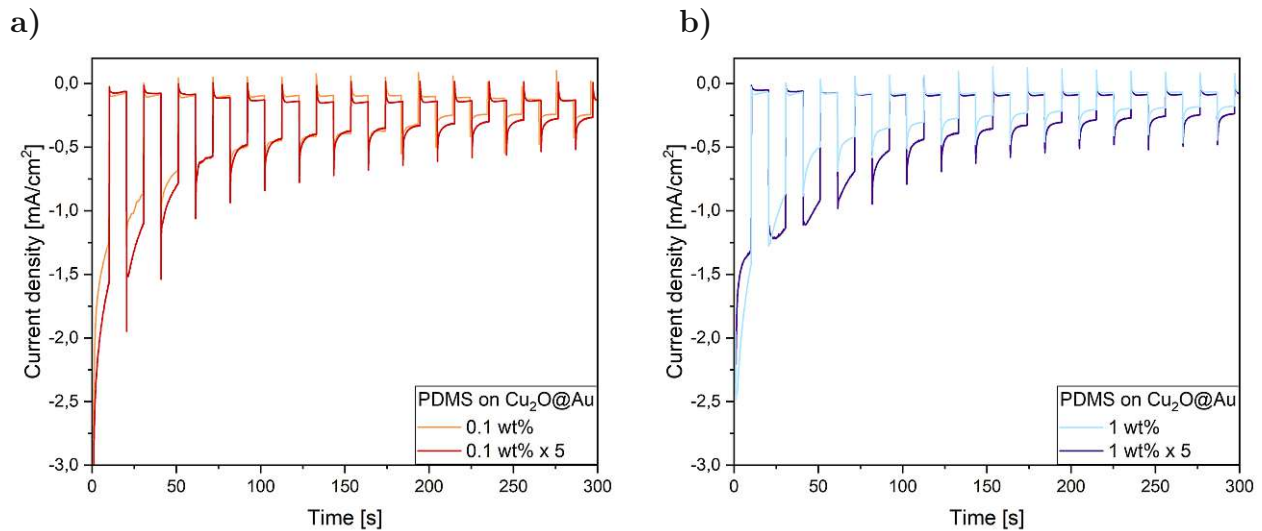 a)
0,0
-0,5
-1,0
-1,5
-2,0
-2,5
-3,0
Current density [mA/cm²]
0 50 100 150 200 250 300
Time [s]
PDMS on Cu₂O@Au
0.1 wt%
0.1 wt% x 5
b)
0,0
-0,5
-1,0
-1,5
-2,0
-2,5
-3,0
Current density [mA/cm²]
0 50 100 150 200 250 300
Time [s]
PDMS on Cu₂O@Au
1 wt%
1 wt% x 5